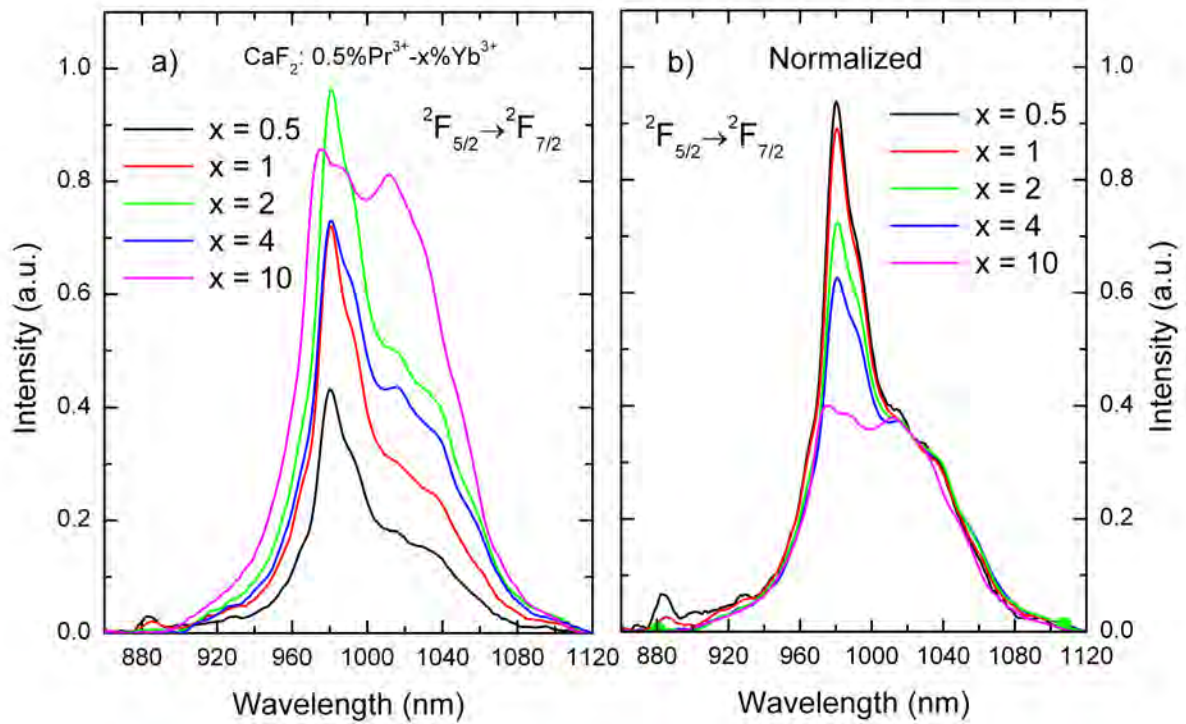 a)
CaF₂: 0.5%Pr³⁺-x%Yb³⁺
²F₅/₂→²F₇/₂
x = 0.5
x = 1
x = 2
x = 4
x = 10
1.0
0.8
0.6
0.4
0.2
0.0
Intensity (a.u.)
880 920 960 1000 1040 1080 1120
Wavelength (nm)
b) Normalized
²F₅/₂→²F₇/₂
x = 0.5
x = 1
x = 2
x = 4
x = 10
1.0
0.8
0.6
0.4
0.2
0.0
Intensity (a.u.)
880 920 960 1000 1040 1080 1120
Wavelength (nm)